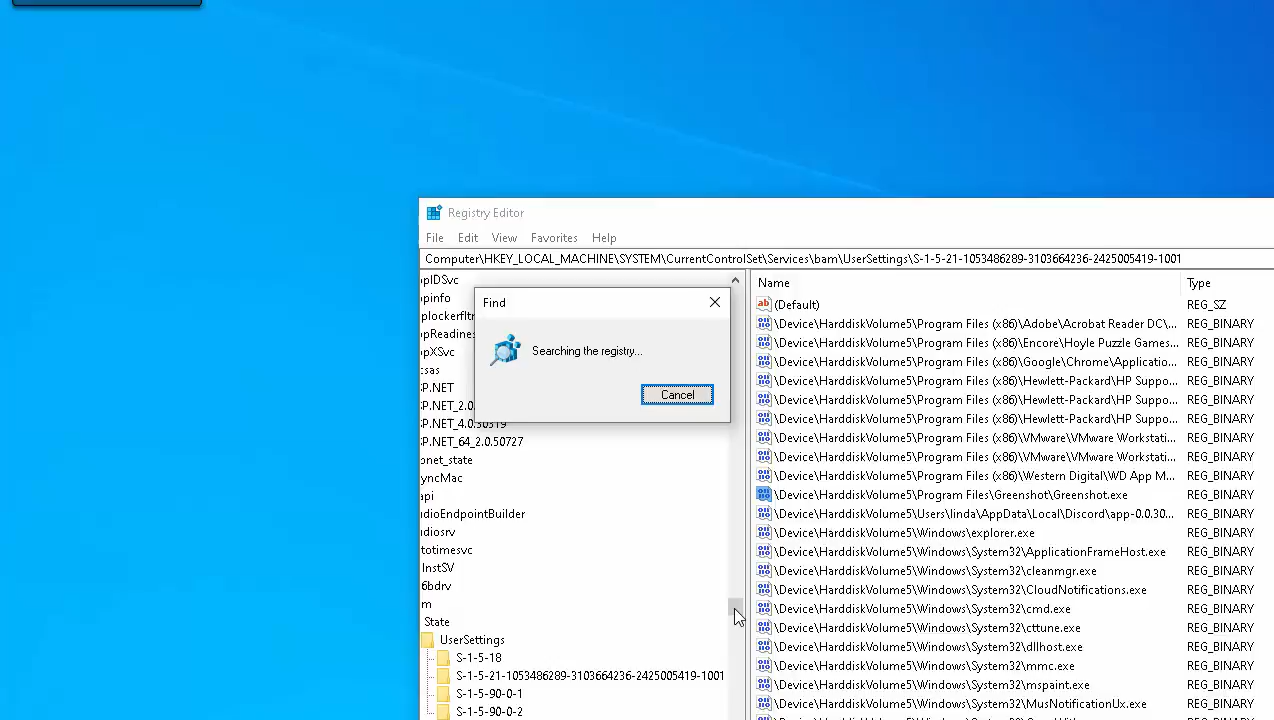 Registry Editor
File Edit View Favorites Help
Computer\HKEY_LOCAL_MACHINE\SYSTEM\CurrentControlSet\Services\bam\UserSettings\S-1-5-21-1053486289-3103664236-2425005419-1001
ppIDSvc
ppinfo
pplockerfltr
ppReadines
ppXSvc
csas
P.NET
P.NET_2.0.
P.NET_4.0.30319
P.NET_64_2.0.50727
pnet_state
yncMac
api
udioEndpointBuilder
udiosrv
totimesvc
InstSV
6bdrv
m
State
UserSettings
S-1-5-18
S-1-5-21-1053486289-3103664236-2425005419-1001
S-1-5-90-0-1
S-1-5-90-0-2
Find
Searching the registry...
Cancel
Name Type
(Default) REG_SZ
\Device\HarddiskVolume5\Program Files (x86)\Adobe\Acrobat Reader DC\... REG_BINARY
\Device\HarddiskVolume5\Program Files (x86)\Encore\Hoyle Puzzle Games... REG_BINARY
\Device\HarddiskVolume5\Program Files (x86)\Google\Chrome\Applicatio... REG_BINARY
\Device\HarddiskVolume5\Program Files (x86)\Hewlett-Packard\HP Suppo... REG_BINARY
\Device\HarddiskVolume5\Program Files (x86)\Hewlett-Packard\HP Suppo... REG_BINARY
\Device\HarddiskVolume5\Program Files (x86)\Hewlett-Packard\HP Suppo... REG_BINARY
\Device\HarddiskVolume5\Program Files (x86)\VMware\VMware Workstati... REG_BINARY
\Device\HarddiskVolume5\Program Files (x86)\VMware\VMware Workstati... REG_BINARY
\Device\HarddiskVolume5\Program Files (x86)\Western Digital\WD App M... REG_BINARY
\Device\HarddiskVolume5\Program Files\Greenshot\Greenshot.exe REG_BINARY
\Device\HarddiskVolume5\Users\linda\AppData\Local\Discord\app-0.0.30... REG_BINARY
\Device\HarddiskVolume5\Windows\explorer.exe REG_BINARY
\Device\HarddiskVolume5\Windows\System32\ApplicationFrameHost.exe REG_BINARY
\Device\HarddiskVolume5\Windows\System32\cleanmgr.exe REG_BINARY
\Device\HarddiskVolume5\Windows\System32\CloudNotifications.exe REG_BINARY
\Device\HarddiskVolume5\Windows\System32\cmd.exe REG_BINARY
\Device\HarddiskVolume5\Windows\System32\cttune.exe REG_BINARY
\Device\HarddiskVolume5\Windows\System32\dllhost.exe REG_BINARY
\Device\HarddiskVolume5\Windows\System32\mmc.exe REG_BINARY
\Device\HarddiskVolume5\Windows\System32\mspaint.exe REG_BINARY
\Device\HarddiskVolume5\Windows\System32\MusNotificationUx.exe REG_BINARY